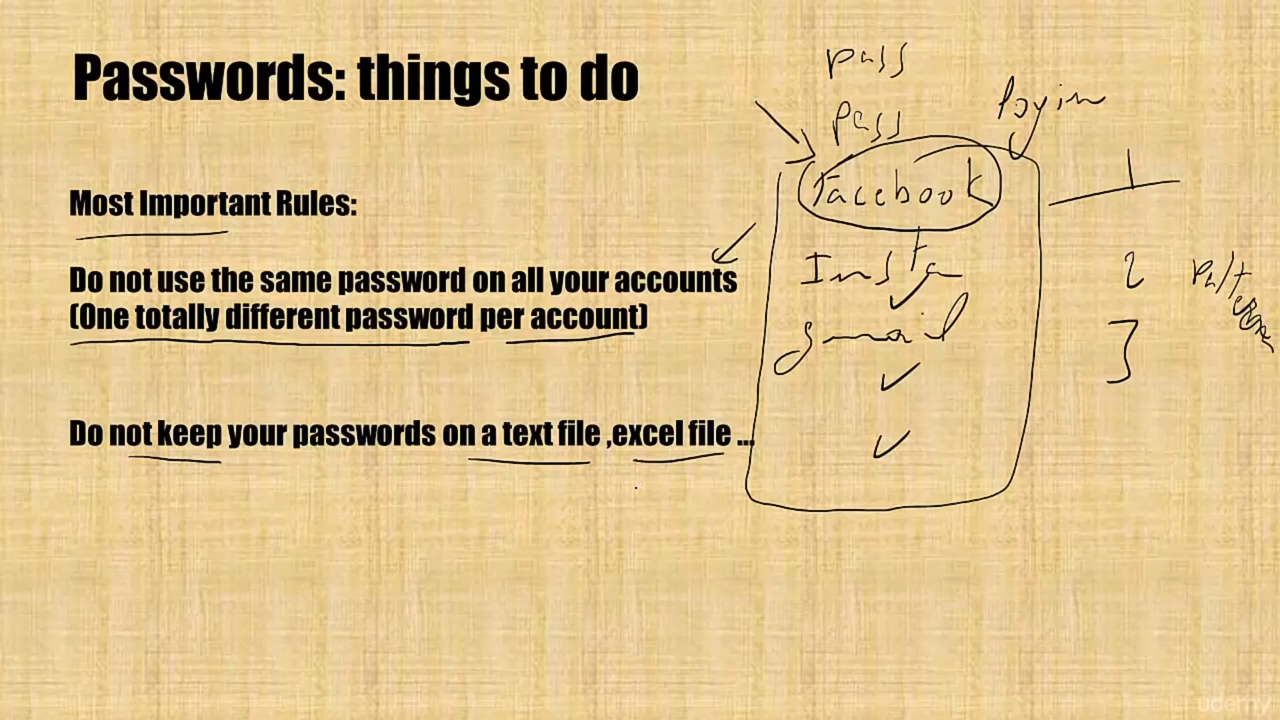 Passwords: things to do
Most Important Rules:
Do not use the same password on all your accounts
(One totally different password per account)
Do not keep your passwords on a text file ,excel file ...
pass
pass
login
facebook
1
Insta
2
gmail
3
udemy